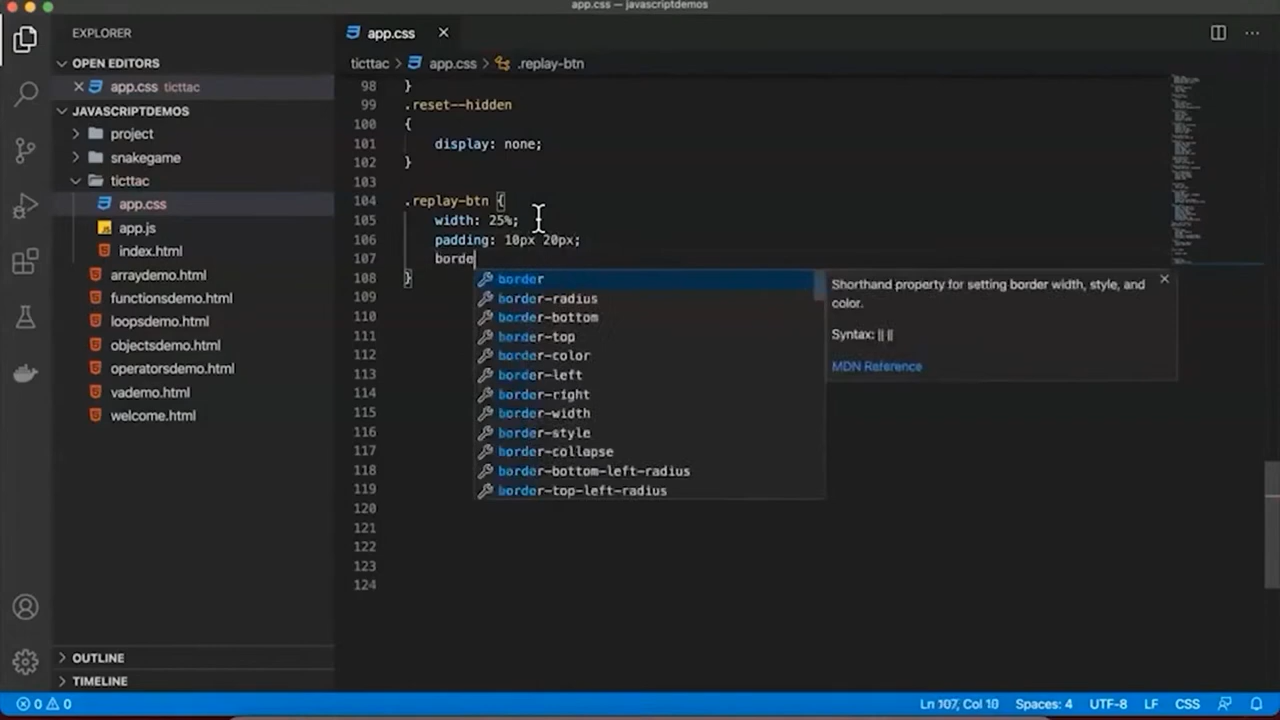 app.css — javascriptdemos
EXPLORER
OPEN EDITORS
app.css ticttac
JAVASCRIPTDEMOS
project
snakegame
ticttac
app.css
app.js
index.html
arraydemo.html
functionsdemo.html
loopsdemo.html
objectsdemo.html
operatorsdemo.html
vademo.html
welcome.html
OUTLINE
TIMELINE
app.css
ticttac > app.css > .replay-btn
98 }
99 .reset--hidden
100 {
101 display: none;
102 }
103
104 .replay-btn {
105 width: 25%;
106 padding: 10px 20px;
107 borde
108 }
109
110
111
112
113
114
115
116
117
118
119
120
121
122
123
124
border
border-radius
border-bottom
border-top
border-color
border-left
border-right
border-width
border-style
border-collapse
border-bottom-left-radius
border-top-left-radius
Shorthand property for setting border width, style, and
color.
Syntax: || ||
MDN Reference
0 0
Ln 107, Col 10 Spaces: 4 UTF-8 LF CSS